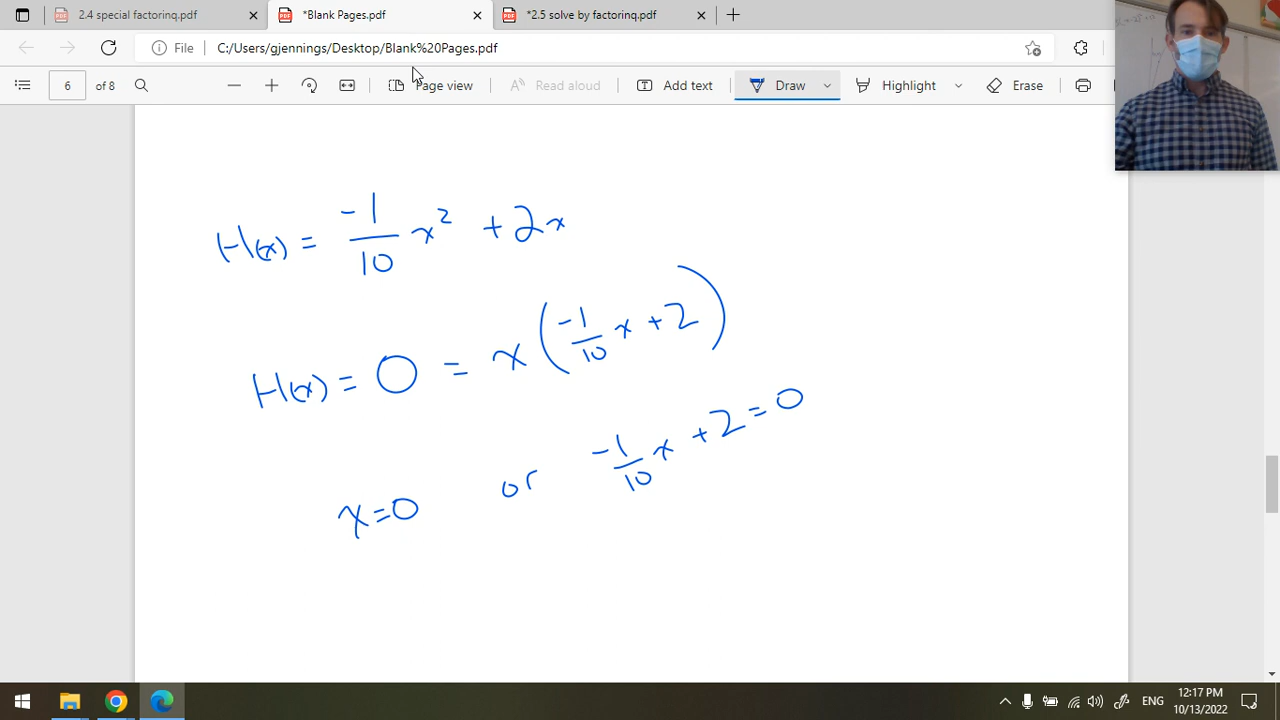 2.4 special factoring.pdf
*Blank Pages.pdf
*2.5 solve by factoring.pdf
File C:/Users/gjennings/Desktop/Blank%20Pages.pdf
6 of 8 Page view Read aloud Add text Draw Highlight Erase
H(x) = -1/10 x² + 2x
H(x) = 0 = x(-1/10 x + 2)
x=0 or -1/10 x + 2 = 0
ENG 12:17 PM
10/13/2022